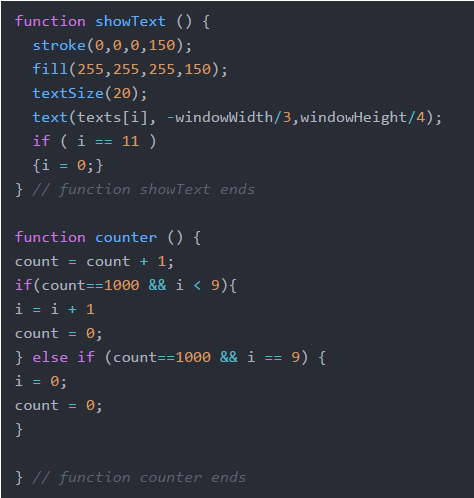 function showText () {
  stroke(0,0,0,150);
  fill(255,255,255,150);
  textSize(20);
  text(texts[i], -windowWidth/3,windowHeight/4);
  if ( i == 11 )
  {i = 0;}
} // function showText ends

function counter () {
count = count + 1;
if(count==1000 && i < 9){
i = i + 1
count = 0;
} else if (count==1000 && i == 9) {
i = 0;
count = 0;
}

} // function counter ends